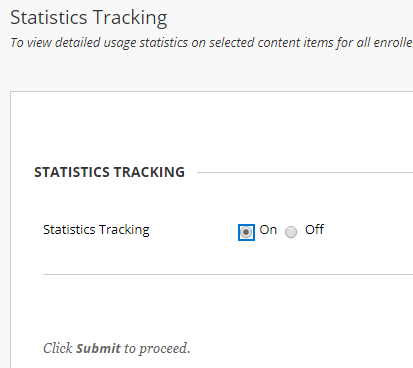 Statistics Tracking
To view detailed usage statistics on selected content items for all enrolle
STATISTICS TRACKING
Statistics Tracking On Off
Click Submit to proceed.